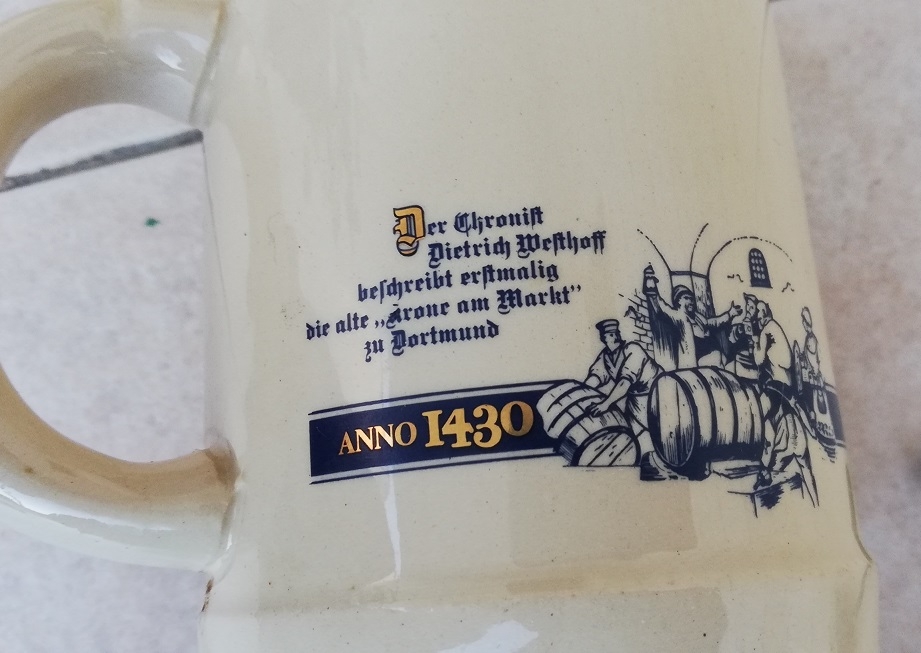 Der Chronist
Dietrich Westhoff
beschreibt erstmalig
die alte „Krone am Markt”
zu Dortmund
ANNO 1430